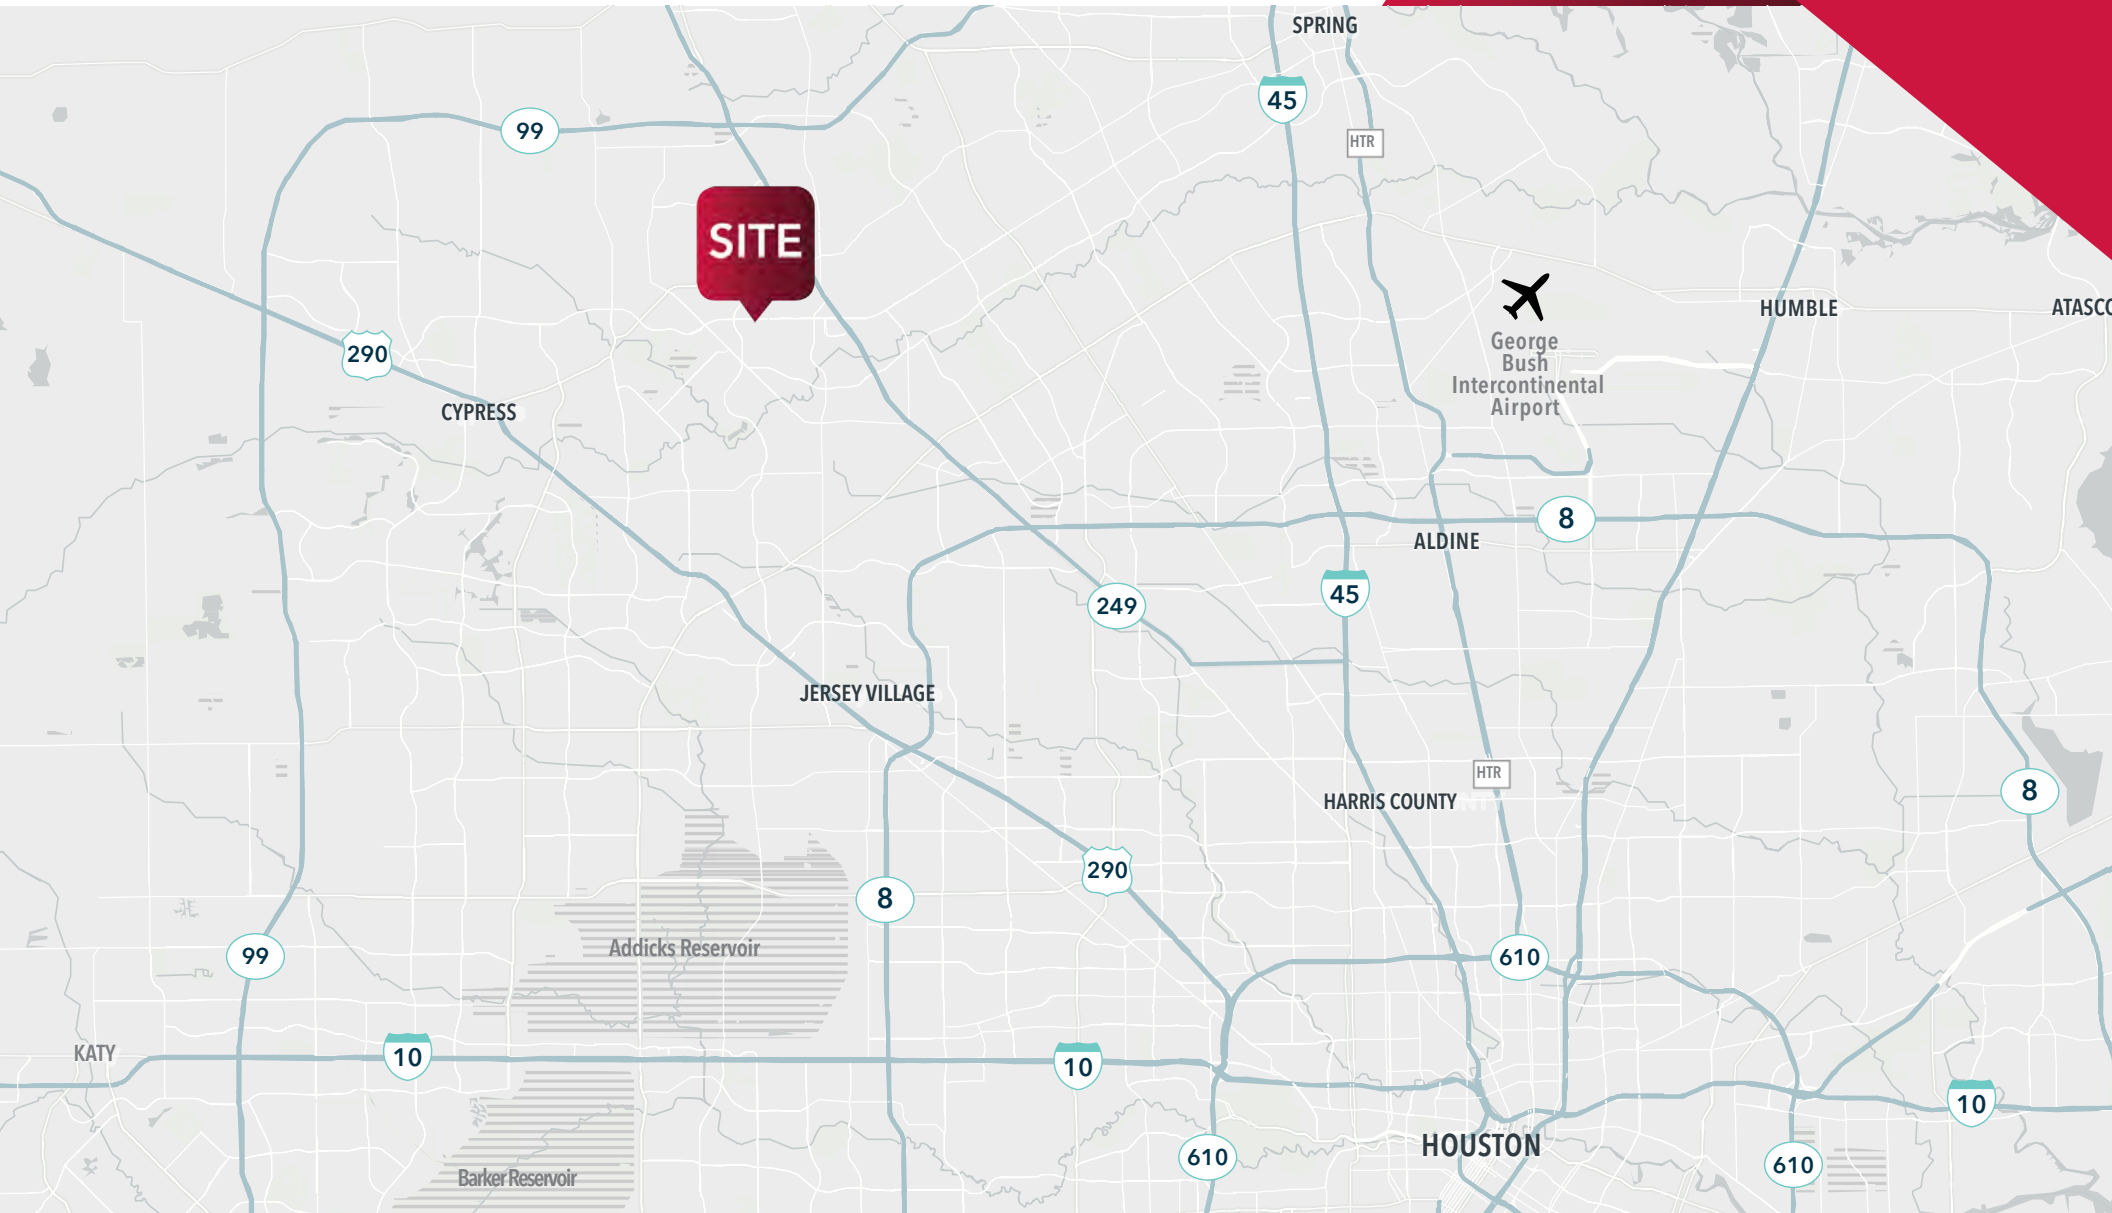 SPRING
45
99
HTR
SITE
HUMBLE
ATASCO
George
Bush
Intercontinental
Airport
290
CYPRESS
8
ALDINE
45
249
JERSEY VILLAGE
HTR
8
HARRIS COUNTY
290
8
Addicks Reservoir
99
610
KATY
10
10
10
HOUSTON
610
610
Barker Reservoir